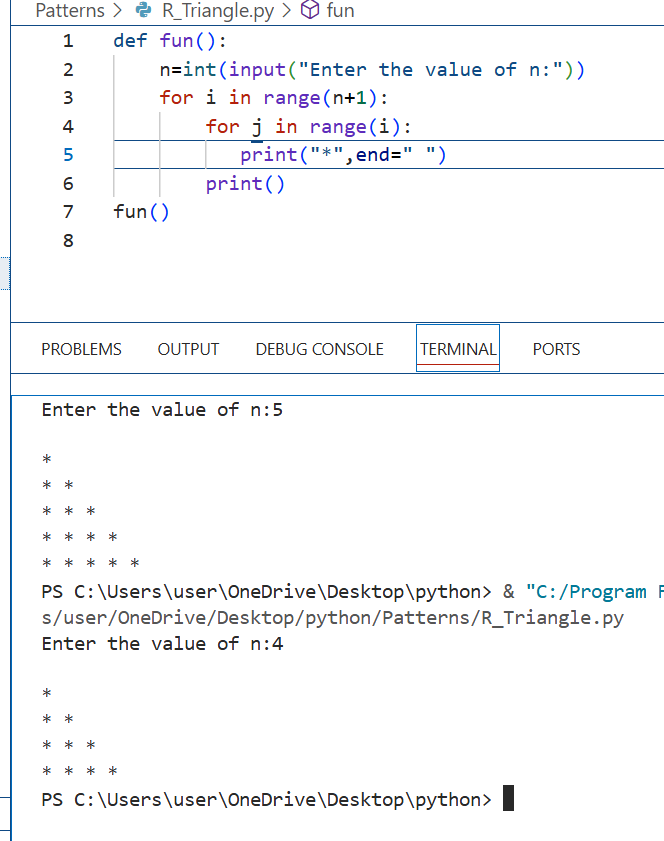 Patterns > R_Triangle.py > fun
1 def fun():
2     n=int(input("Enter the value of n:"))
3     for i in range(n+1):
4         for j in range(i):
5            print("*",end=" ")
6         print()
7 fun()
8
PROBLEMS OUTPUT DEBUG CONSOLE TERMINAL PORTS
Enter the value of n:5
*
* *
* * *
* * * *
* * * * *
PS C:\Users\user\OneDrive\Desktop\python> & "C:/Program F
s/user/OneDrive/Desktop/python/Patterns/R_Triangle.py
Enter the value of n:4
*
* *
* * *
* * * *
PS C:\Users\user\OneDrive\Desktop\python>